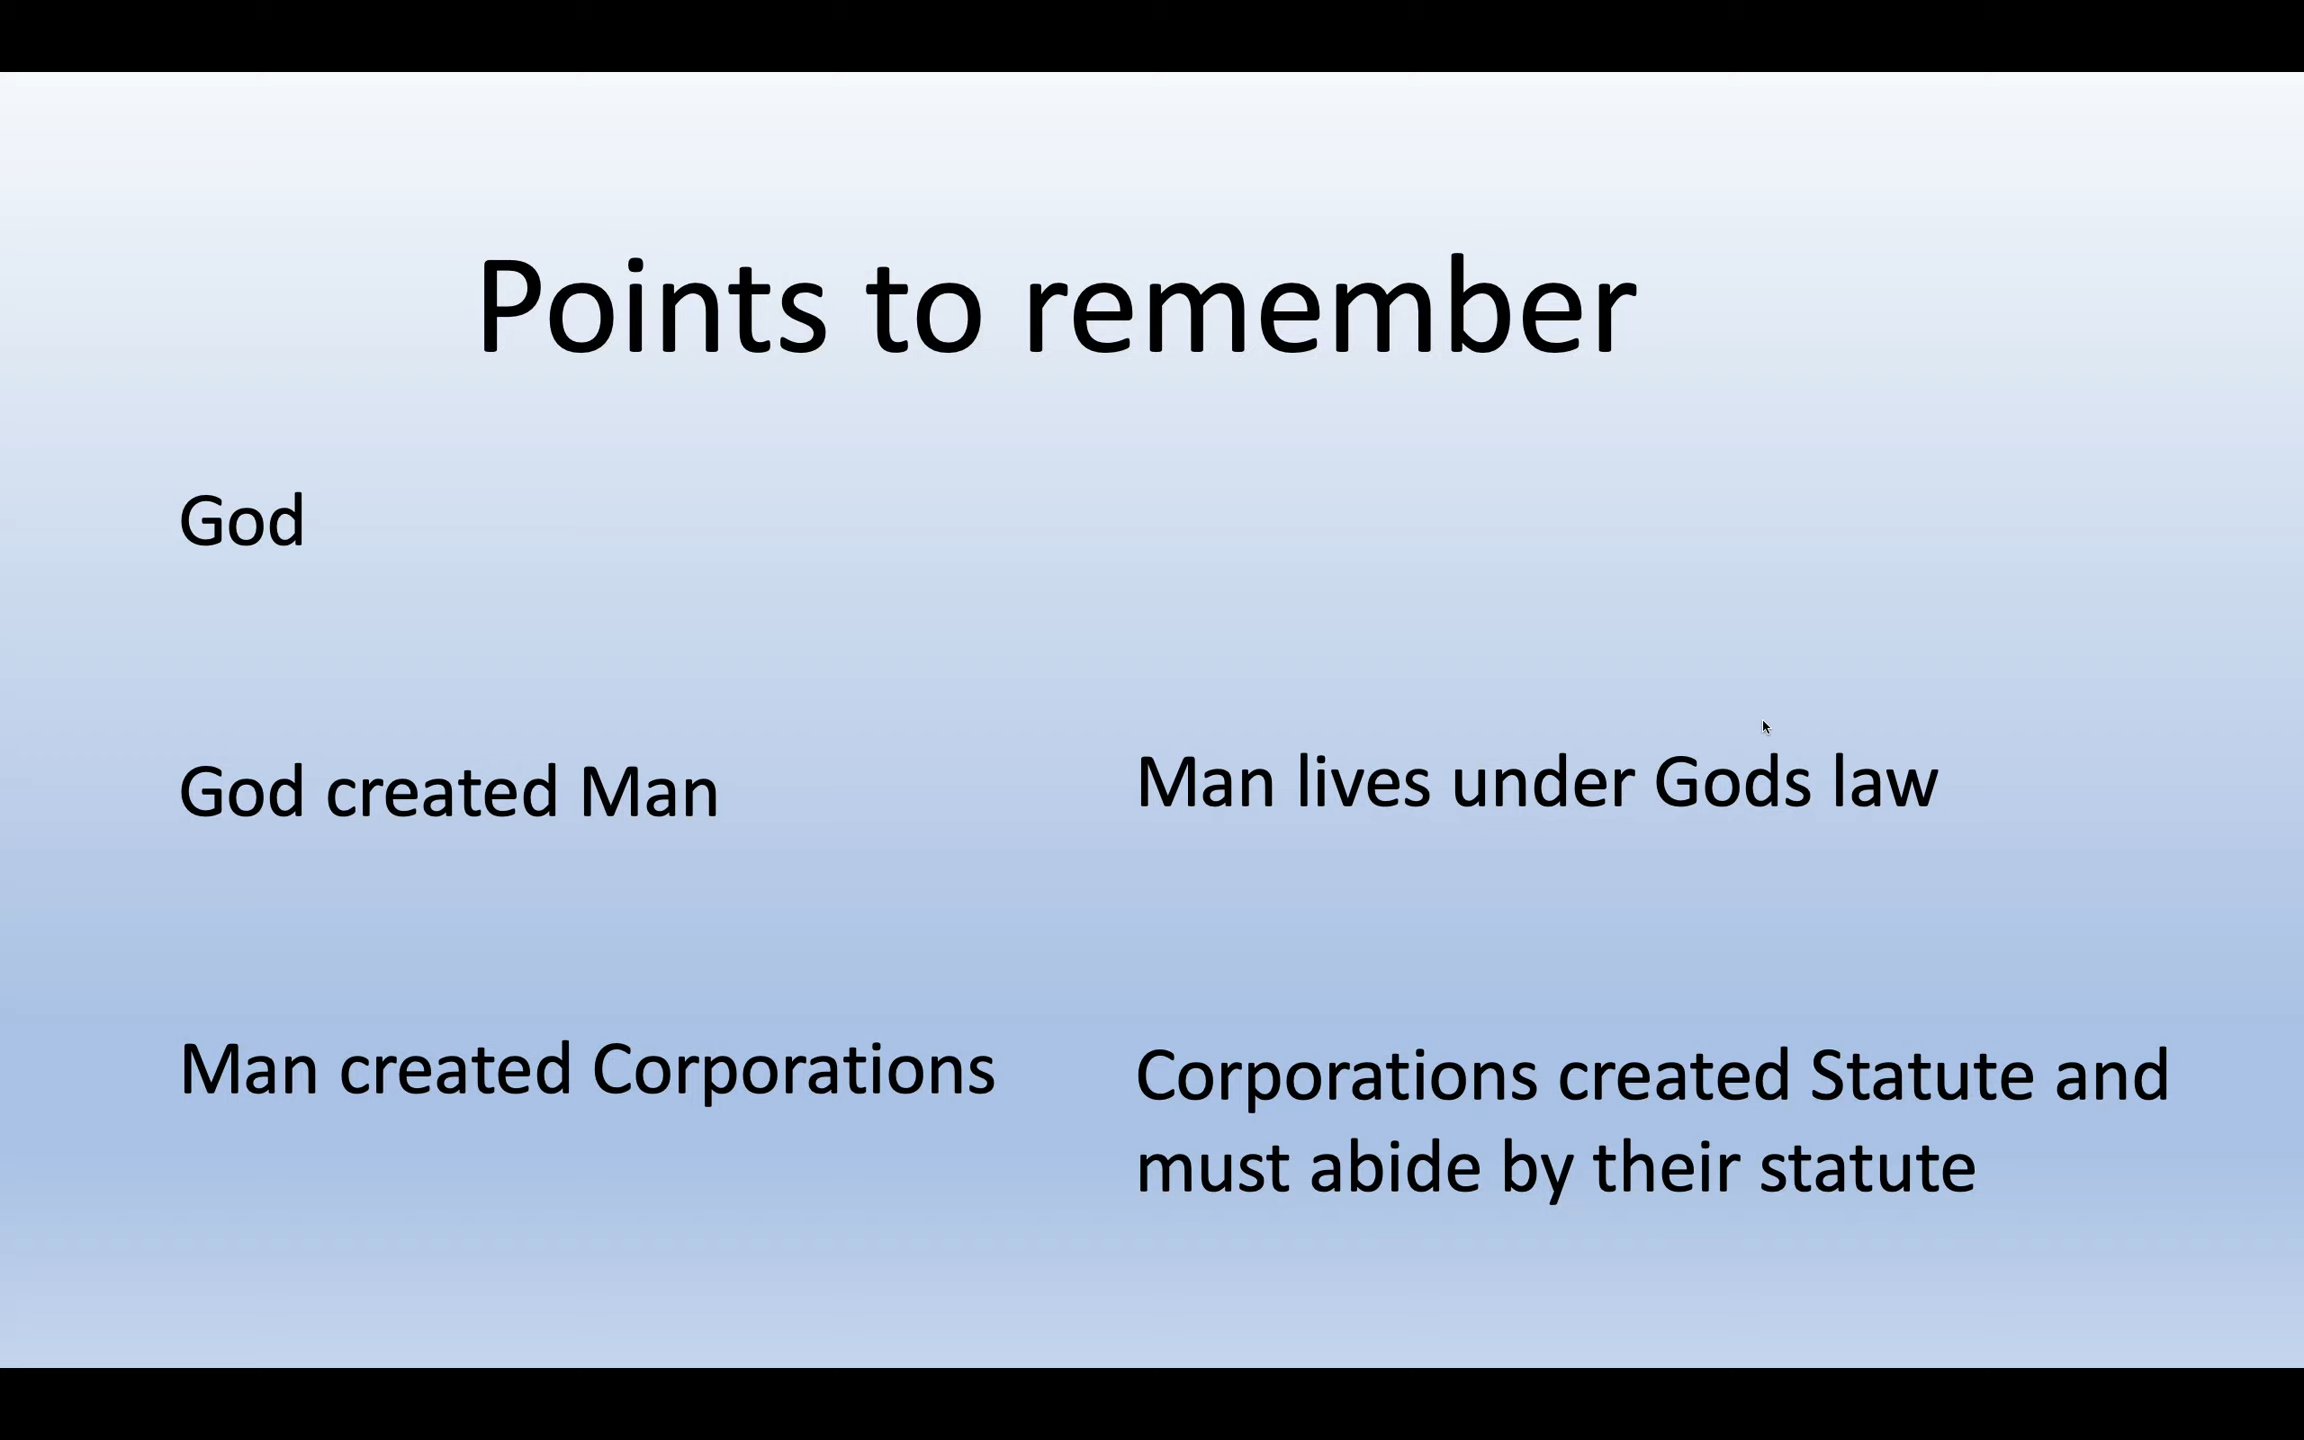 Points to remember
God
God created Man
Man lives under Gods law
Man created Corporations
Corporations created Statute and
must abide by their statute